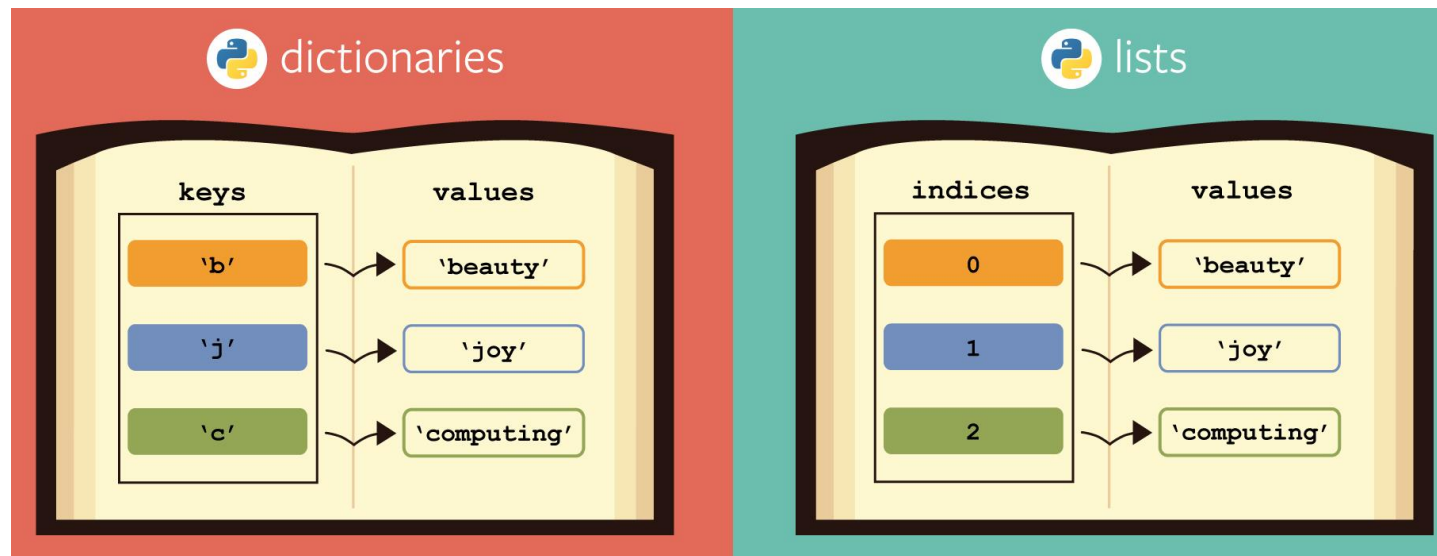 dictionaries
keys values
‘b’ ‘beauty’
‘j’ ‘joy’
‘c’ ‘computing’
lists
indices values
0 ‘beauty’
1 ‘joy’
2 ‘computing’